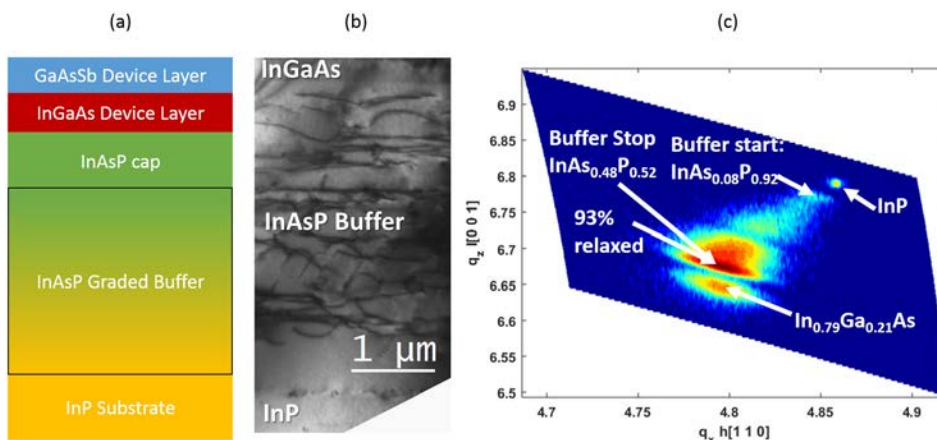 (a)
GaAsSb Device Layer
InGaAs Device Layer
InAsP cap
InAsP Graded Buffer
InP Substrate
(b)
InGaAs
InAsP Buffer
1 μm
InP
(c)
6.9
6.85
6.8
6.75
6.7
6.65
6.6
6.55
6.5
q_z l[0 0 1]
Buffer Stop
InAs0.48P0.52
Buffer start:
InAs0.08P0.92
InP
93%
relaxed
In0.79Ga0.21As
4.7
4.75
4.8
4.85
4.9
q_x h[1 1 0]